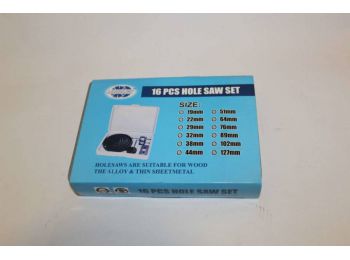 16 PCS HOLE SAW SET
SIZE:
Ø 19mm Ø 51mm
Ø 22mm Ø 64mm
Ø 29mm Ø 76mm
Ø 32mm Ø 89mm
Ø 38mm Ø 102mm
Ø 44mm Ø 127mm
HOLESAWS ARE SUITABLE FOR WOOD
THE ALLOY & THIN SHEETMETAL
16 PCS HOLE SAW SET